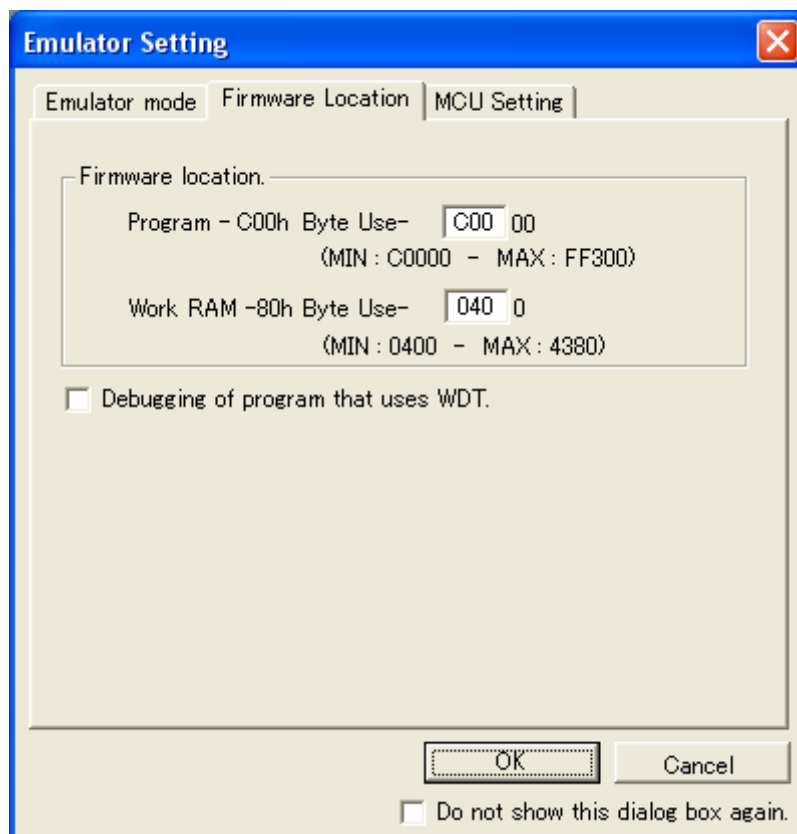 Emulator Setting
Emulator mode Firmware Location MCU Setting
Firmware location.
Program - C00h Byte Use- C00 00
(MIN : C0000 - MAX : FF300)
Work RAM -80h Byte Use- 040 0
(MIN : 0400 - MAX : 4380)
Debugging of program that uses WDT.
OK Cancel
Do not show this dialog box again.